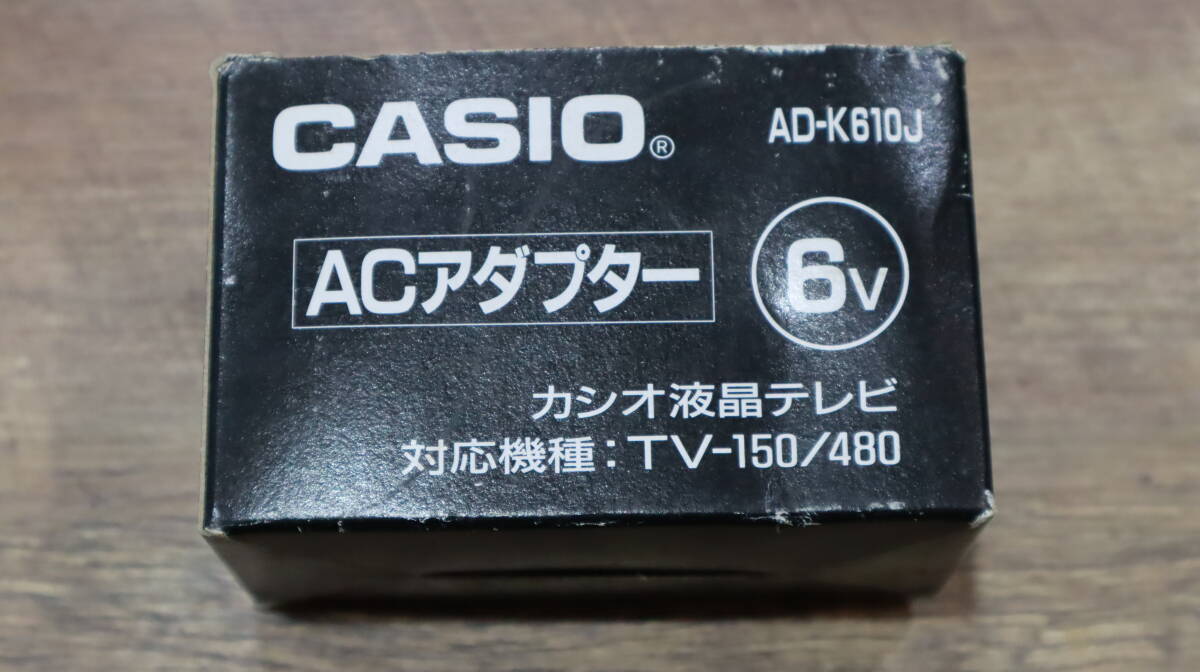 CASIO® AD-K610J
ACアダプター 6V
カシオ液晶テレビ
対応機種：TV-150/480